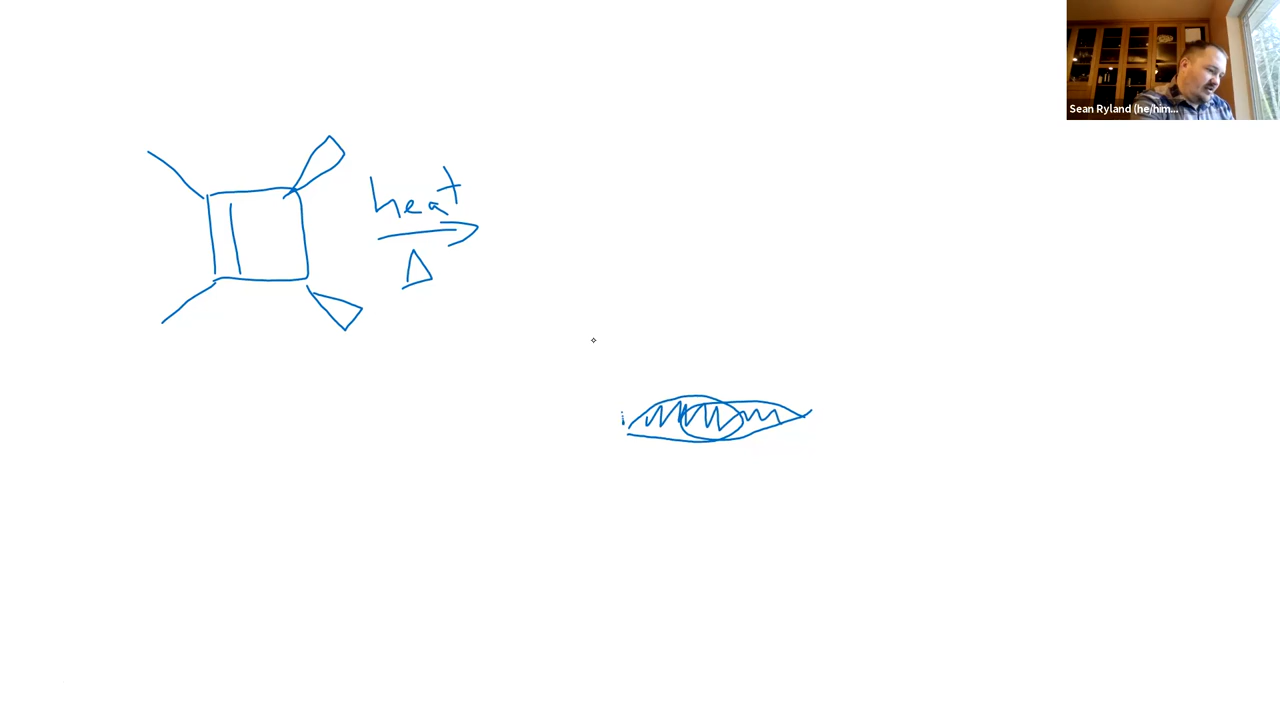 Sean Ryland (he/him...
heat
Δ